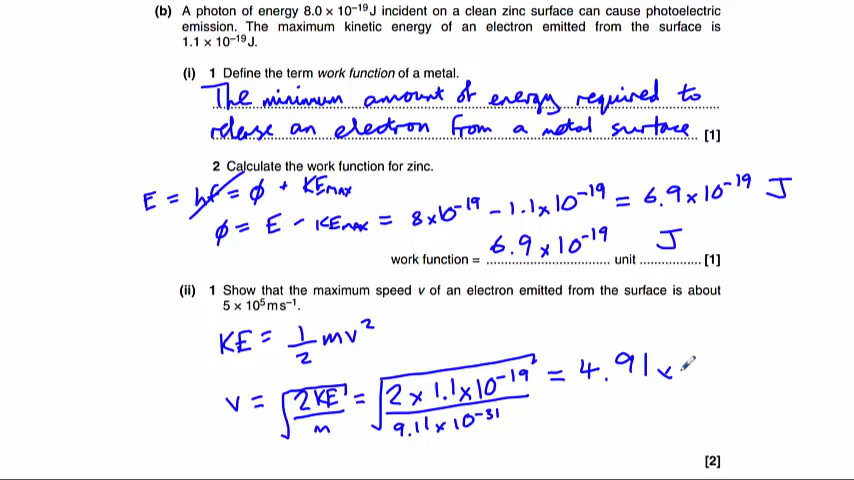 (b) A photon of energy 8.0 × 10⁻¹⁹ J incident on a clean zinc surface can cause photoelectric
emission. The maximum kinetic energy of an electron emitted from the surface is
1.1 × 10⁻¹⁹ J.
(i) 1 Define the term work function of a metal.
The minimum amount of energy required to
release an electron from a metal surface [1]
2 Calculate the work function for zinc.
E = hf = ϕ + KEmax
ϕ = E - KEmax = 8×10⁻¹⁹ - 1.1×10⁻¹⁹ = 6.9×10⁻¹⁹ J
work function = 6.9×10⁻¹⁹ unit J [1]
(ii) 1 Show that the maximum speed v of an electron emitted from the surface is about
5 × 10⁵ m s⁻¹.
KE = 1/2 mv²
v = √(2KE/m) = √(2 × 1.1×10⁻¹⁹ / 9.11×10⁻³¹) = 4.91 ×
[2]